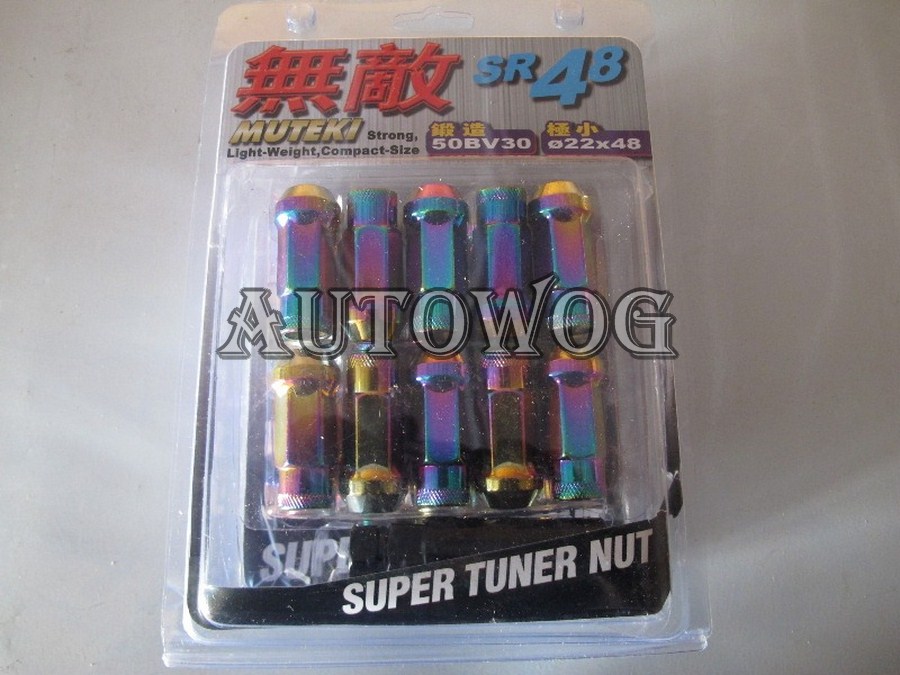 無敵 SR48
MUTEKI Strong,
Light-Weight,Compact-Size
鍛造 極小
50BV30 ø22x48
AUTOWOG
SUPE
SUPER TUNER NUT